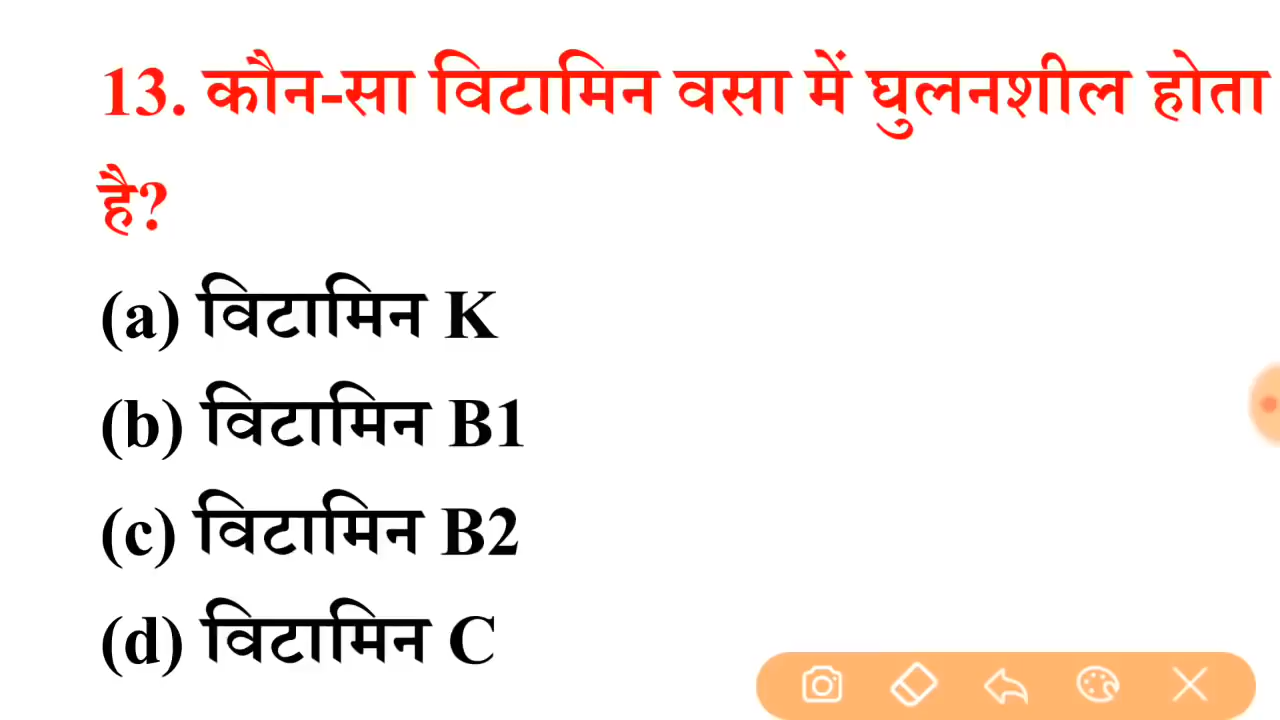 13. कौन-सा विटामिन वसा में घुलनशील होता
है?
(a) विटामिन K
(b) विटामिन B1
(c) विटामिन B2
(d) विटामिन C